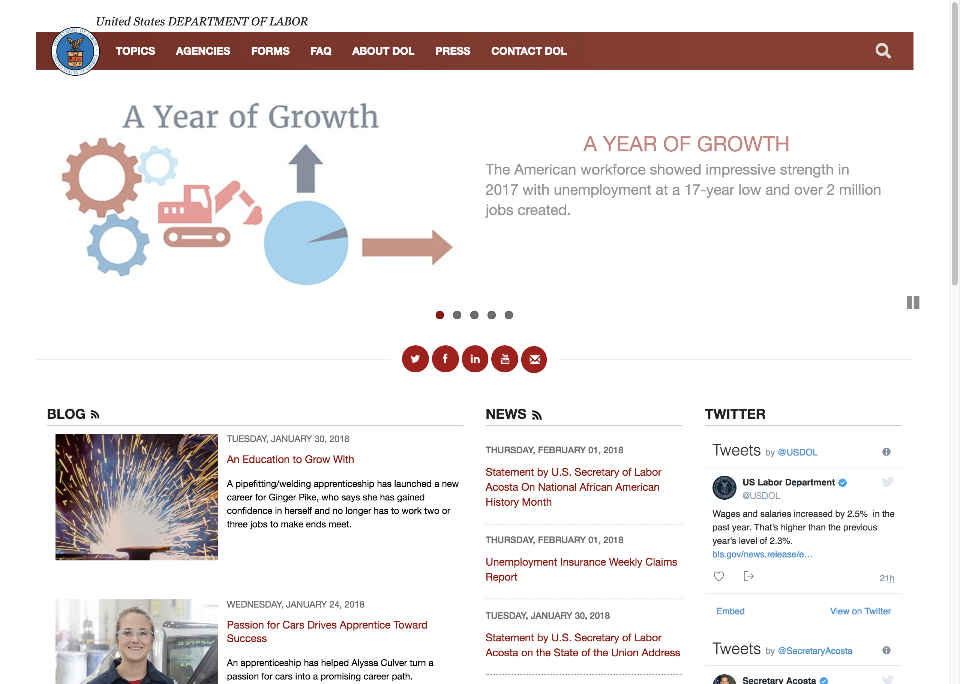 United States DEPARTMENT OF LABOR
TOPICS AGENCIES FORMS FAQ ABOUT DOL PRESS CONTACT DOL
A Year of Growth
A YEAR OF GROWTH
The American workforce showed impressive strength in
2017 with unemployment at a 17-year low and over 2 million
jobs created.
BLOG
TUESDAY, JANUARY 30, 2018
An Education to Grow With
A pipefitting/welding apprenticeship has launched a new
career for Ginger Pike, who says she has gained
confidence in herself and no longer has to work two or
three jobs to make ends meet.
WEDNESDAY, JANUARY 24, 2018
Passion for Cars Drives Apprentice Toward
Success
An apprenticeship has helped Alyssa Culver turn a
passion for cars into a promising career path.
NEWS
THURSDAY, FEBRUARY 01, 2018
Statement by U.S. Secretary of Labor
Acosta On National African American
History Month
THURSDAY, FEBRUARY 01, 2018
Unemployment Insurance Weekly Claims
Report
TUESDAY, JANUARY 30, 2018
Statement by U.S. Secretary of Labor
Acosta on the State of the Union Address
TWITTER
Tweets by @USDOL
US Labor Department
@USDOL
Wages and salaries increased by 2.5% in the
past year. That's higher than the previous
year's level of 2.3%.
bls.gov/news.release/e…
21h
Embed View on Twitter
Tweets by @SecretaryAcosta
Secretary Acosta